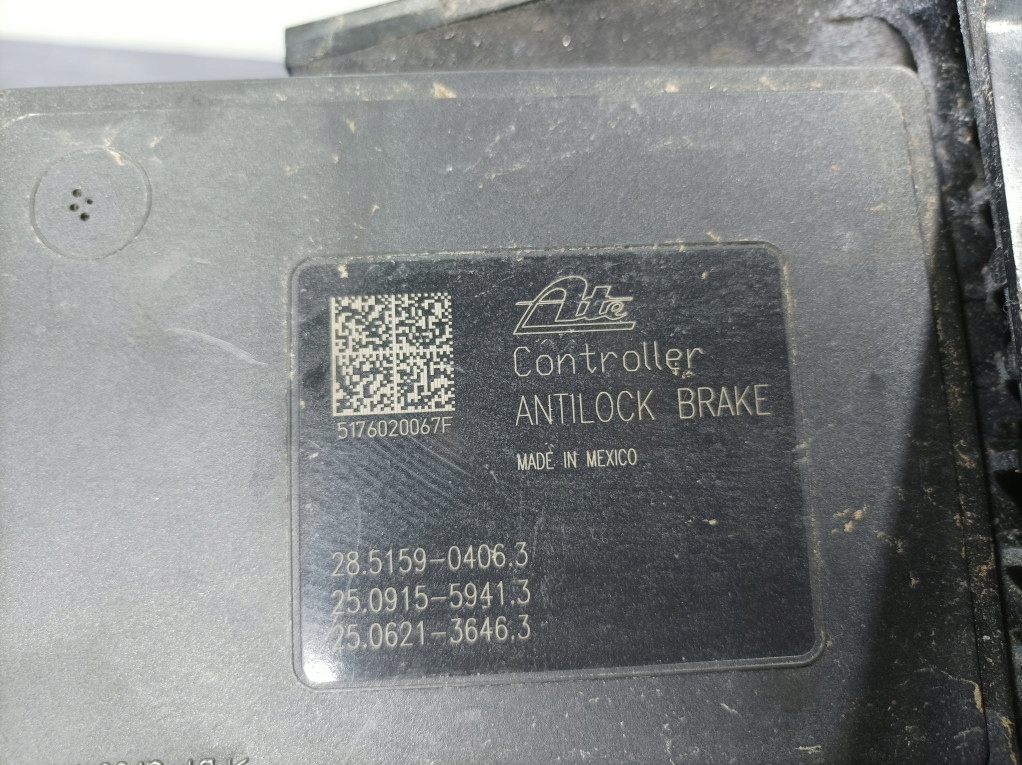 Ate
Controller
ANTILOCK BRAKE
MADE IN MEXICO
5176020067F
28.5159-0406.3
25.0915-5941.3
25.0621-3646.3